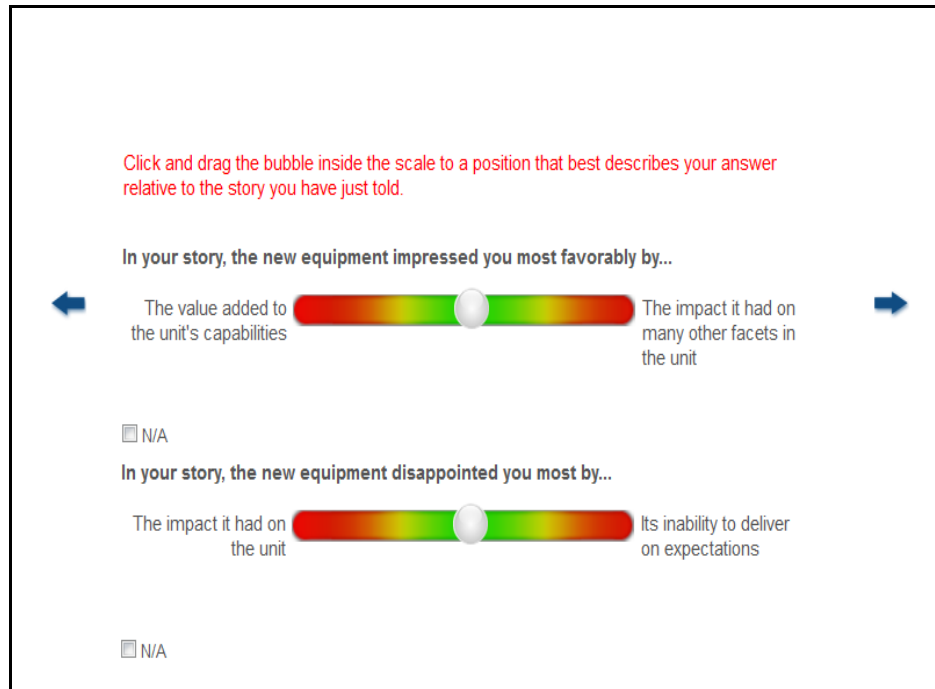 Click and drag the bubble inside the scale to a position that best describes your answer
relative to the story you have just told.
In your story, the new equipment impressed you most favorably by...
The value added to
the unit's capabilities
The impact it had on
many other facets in
the unit
N/A
In your story, the new equipment disappointed you most by...
The impact it had on
the unit
Its inability to deliver
on expectations
N/A